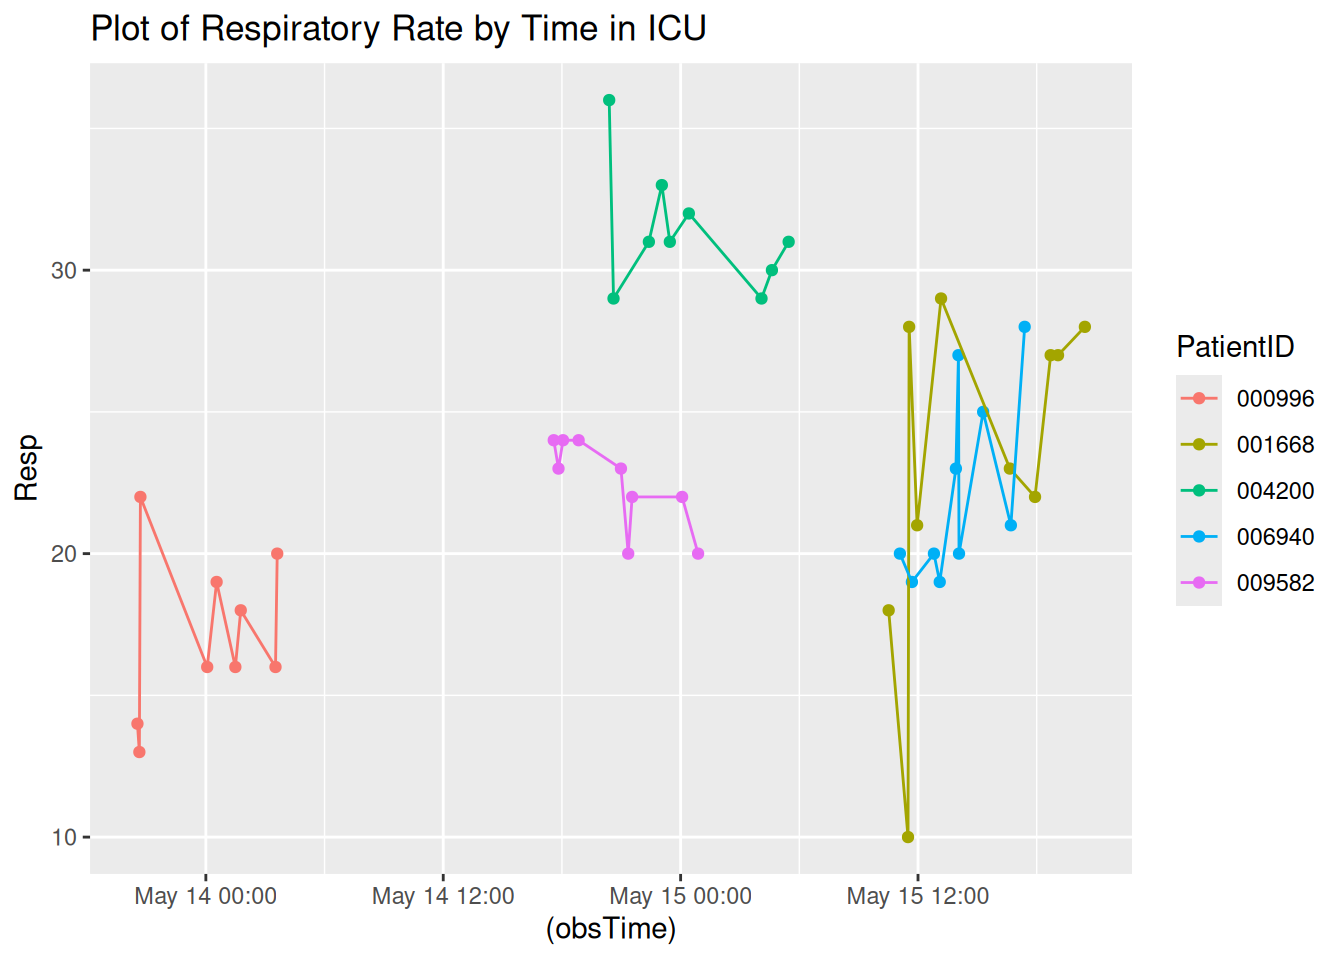 Plot of Respiratory Rate by Time in ICU
Resp
30
20
10
May 14 00:00
May 14 12:00
May 15 00:00
May 15 12:00
(obsTime)
PatientID
000996
001668
004200
006940
009582